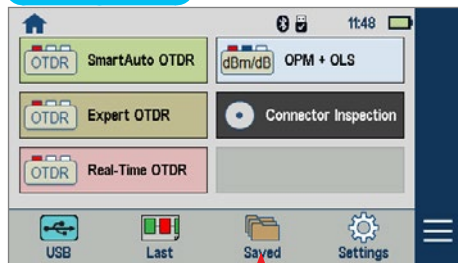 11:48
OTDR SmartAuto OTDR
dBm/dB OPM + OLS
OTDR Expert OTDR
Connector Inspection
OTDR Real-Time OTDR
USB Last Saved Settings